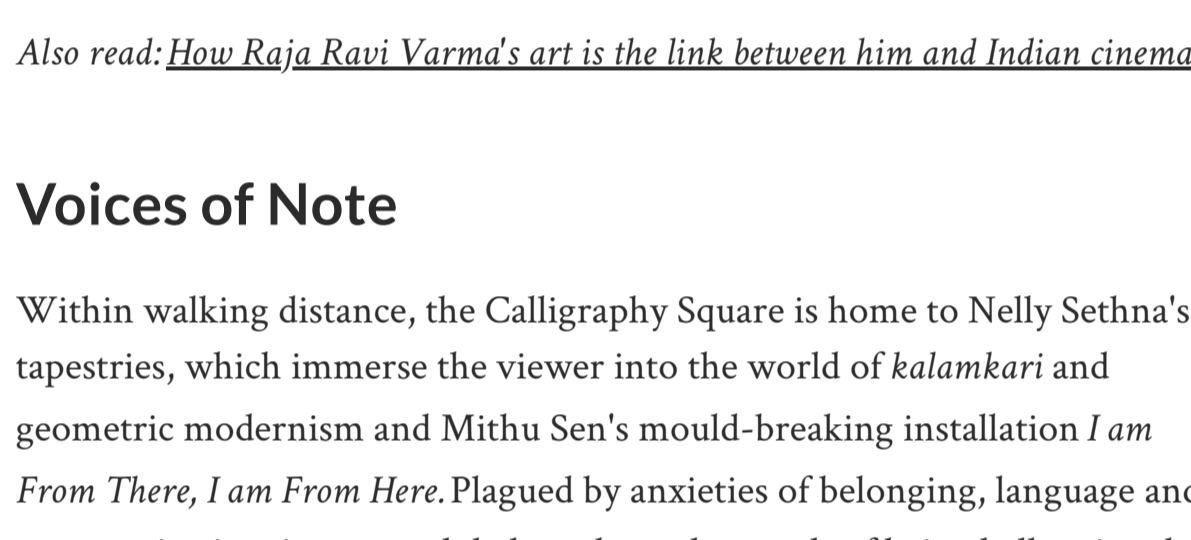 Also read: How Raja Ravi Varma's art is the link between him and Indian cinema
Voices of Note
Within walking distance, the Calligraphy Square is home to Nelly Sethna's
tapestries, which immerse the viewer into the world of kalamkari and
geometric modernism and Mithu Sen's mould-breaking installation I am
From There, I am From Here. Plagued by anxieties of belonging, language and